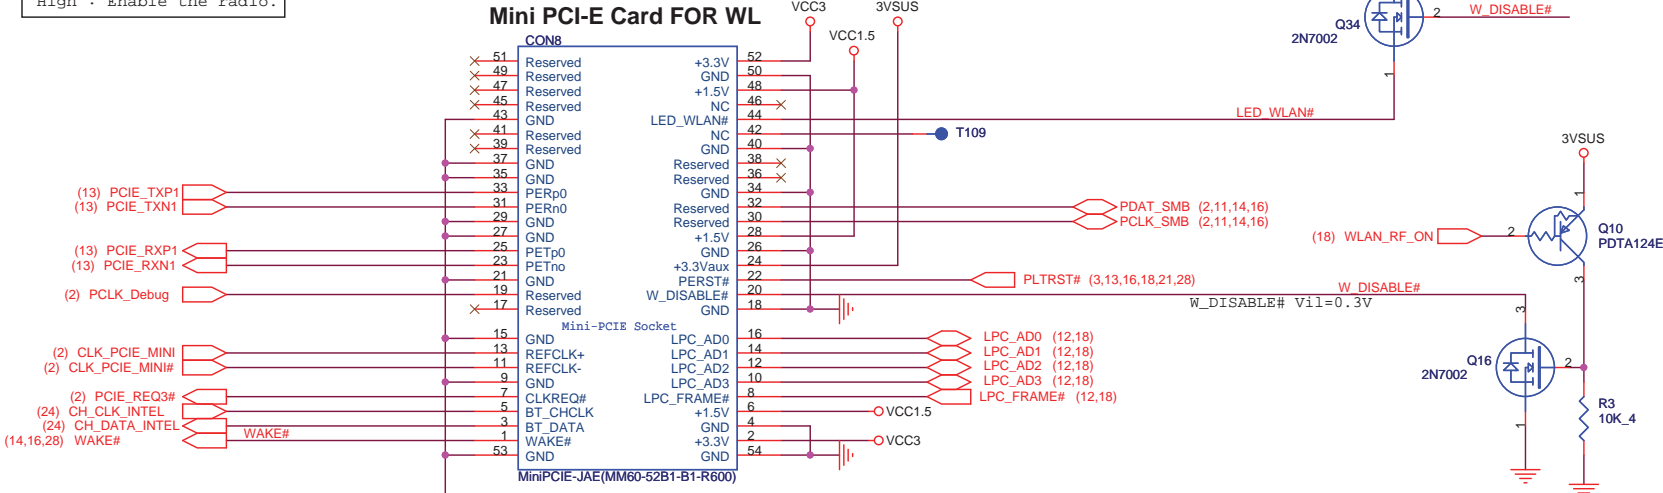 High : Enable the radio.
Mini PCI-E Card FOR WL
VCC3
3VSUS
VCC1.5
CON8
Q34
2N7002
2
W_DISABLE#
1
51 Reserved +3.3V 52
49 Reserved GND 50
47 Reserved +1.5V 48
45 Reserved NC 46
43 GND LED_WLAN# 44 LED_WLAN#
41 Reserved NC 42 T109
39 Reserved GND 40
37 GND Reserved 38
35 GND Reserved 36
(13) PCIE_TXP1 33 PERp0 GND 34
(13) PCIE_TXN1 31 PERn0 Reserved 32 PDAT_SMB (2,11,14,16)
29 GND Reserved 30 PCLK_SMB (2,11,14,16)
27 GND +1.5V 28
(13) PCIE_RXP1 25 PETp0 GND 26
(13) PCIE_RXN1 23 PETno +3.3Vaux 24
21 GND PERST# 22 PLTRST# (3,13,16,18,21,28)
(2) PCLK_Debug 19 Reserved W_DISABLE# 20 W_DISABLE#
17 Reserved GND 18 W_DISABLE# Vil=0.3V
Mini-PCIE Socket
15 GND LPC_AD0 16 LPC_AD0 (12,18)
(2) CLK_PCIE_MINI 13 REFCLK+ LPC_AD1 14 LPC_AD1 (12,18)
(2) CLK_PCIE_MINI# 11 REFCLK- LPC_AD2 12 LPC_AD2 (12,18)
9 GND LPC_AD3 10 LPC_AD3 (12,18)
(2) PCIE_REQ3# 7 CLKREQ# LPC_FRAME# 8 LPC_FRAME# (12,18)
(24) CH_CLK_INTEL 5 BT_CHCLK +1.5V 6 VCC1.5
(24) CH_DATA_INTEL 3 BT_DATA GND 4
(14,16,28) WAKE# WAKE# 1 WAKE# +3.3V 2 VCC3
53 GND GND 54
MiniPCIE-JAE(MM60-52B1-B1-R600)
3VSUS
1
(18) WLAN_RF_ON 2
Q10
PDTA124E
3
3
Q16
2N7002
2
1
R3
10K_4